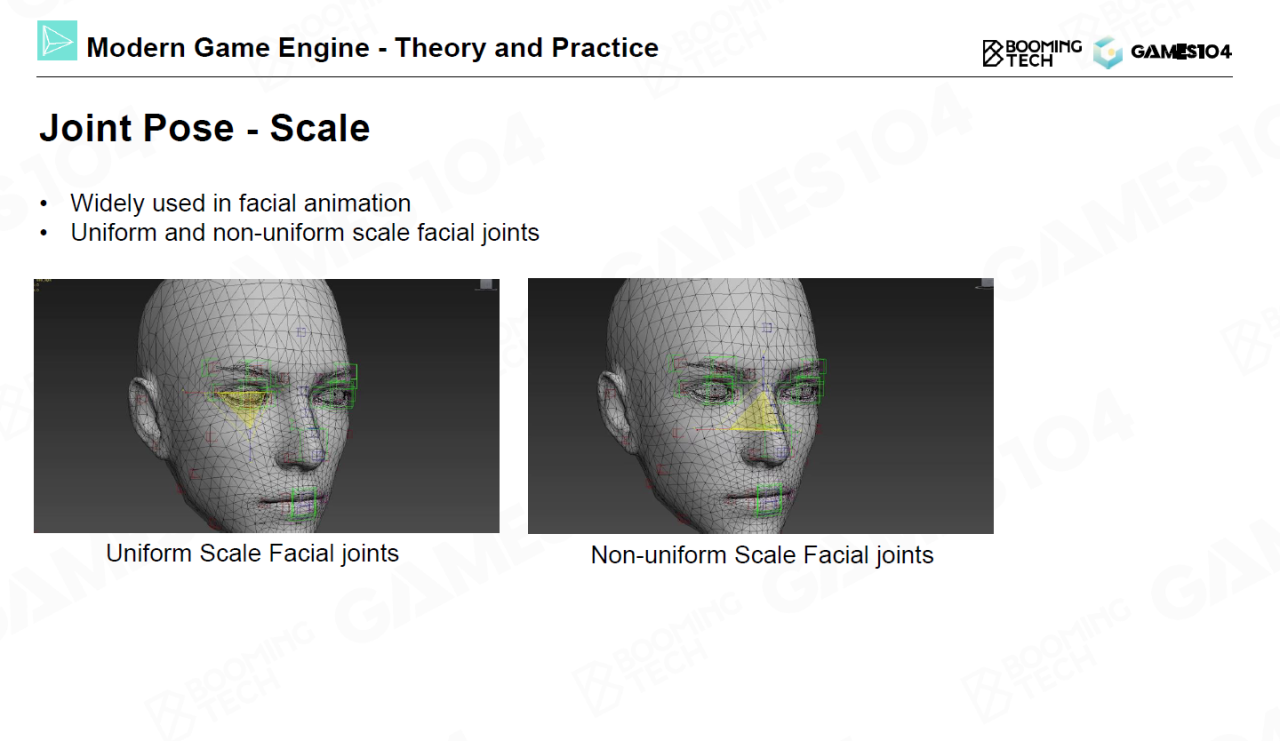 Modern Game Engine - Theory and Practice
BOOMING
TECH
GAMES104
Joint Pose - Scale
• Widely used in facial animation
• Uniform and non-uniform scale facial joints
Uniform Scale Facial joints
Non-uniform Scale Facial joints